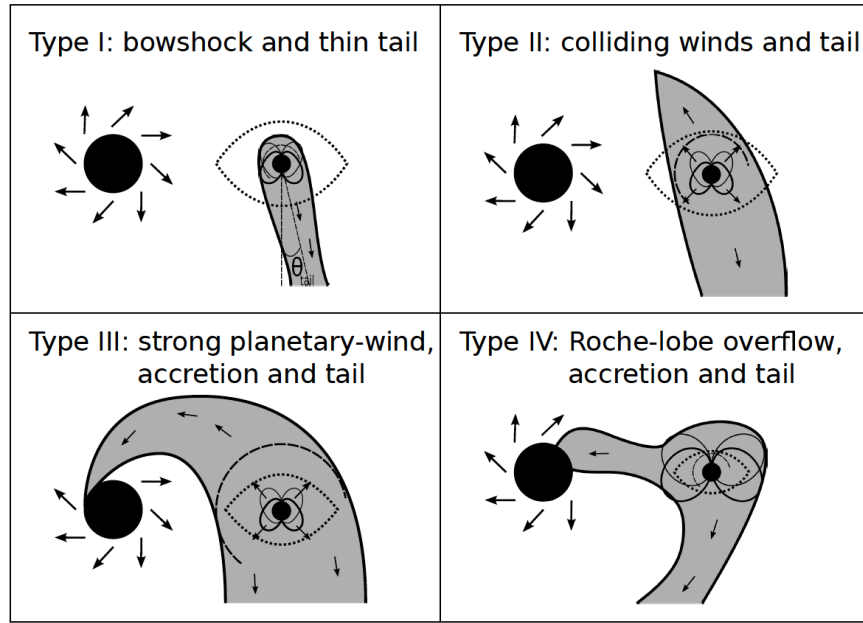 Type I: bowshock and thin tail
θ
tail
Type II: colliding winds and tail
Type III: strong planetary-wind,
accretion and tail
Type IV: Roche-lobe overflow,
accretion and tail